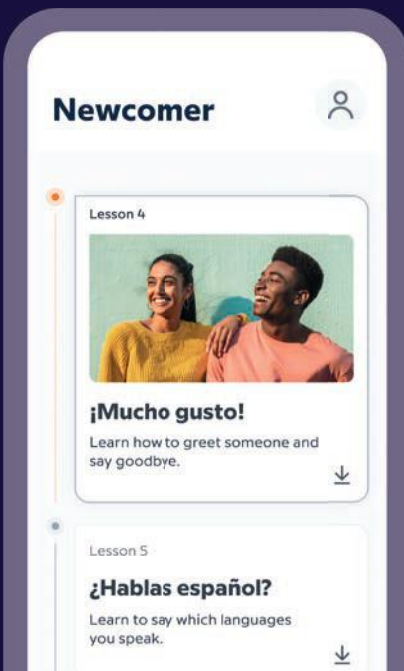 Newcomer
Lesson 4
¡Mucho gusto!
Learn how to greet someone and
say goodbye.
Lesson 5
¿Hablas español?
Learn to say which languages
you speak.